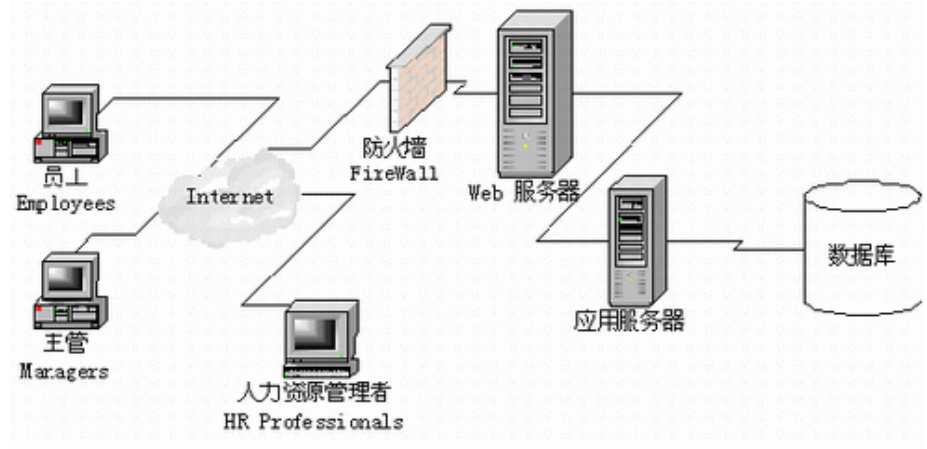 防火墙
FireWall
员工
Employees
Internet
Web 服务器
数据库
应用服务器
主管
Maragers
人力资源管理者
HR Professionals